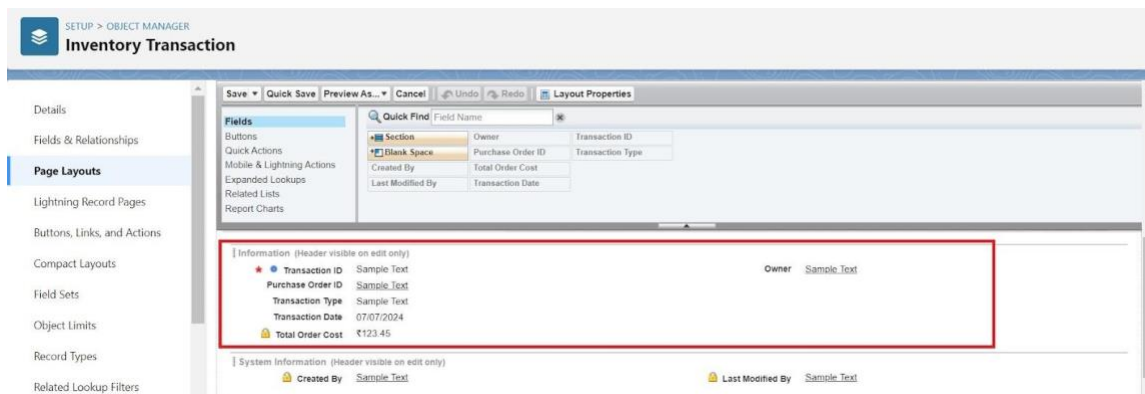 SETUP > OBJECT MANAGER
Inventory Transaction
Details
Fields & Relationships
Page Layouts
Lightning Record Pages
Buttons, Links, and Actions
Compact Layouts
Field Sets
Object Limits
Record Types
Related Lookup Filters
Save Quick Save Preview As... Cancel Undo Redo Layout Properties
Fields
Buttons
Quick Actions
Mobile & Lightning Actions
Expanded Lookups
Related Lists
Report Charts
Quick Find Field Name
Section Owner Transaction ID
Blank Space Purchase Order ID Transaction Type
Created By Total Order Cost
Last Modified By Transaction Date
Information (Header visible on edit only)
Transaction ID Sample Text Owner Sample Text
Purchase Order ID Sample Text
Transaction Type Sample Text
Transaction Date 07/07/2024
Total Order Cost ₹123.45
System Information (Header visible on edit only)
Created By Sample Text Last Modified By Sample Text